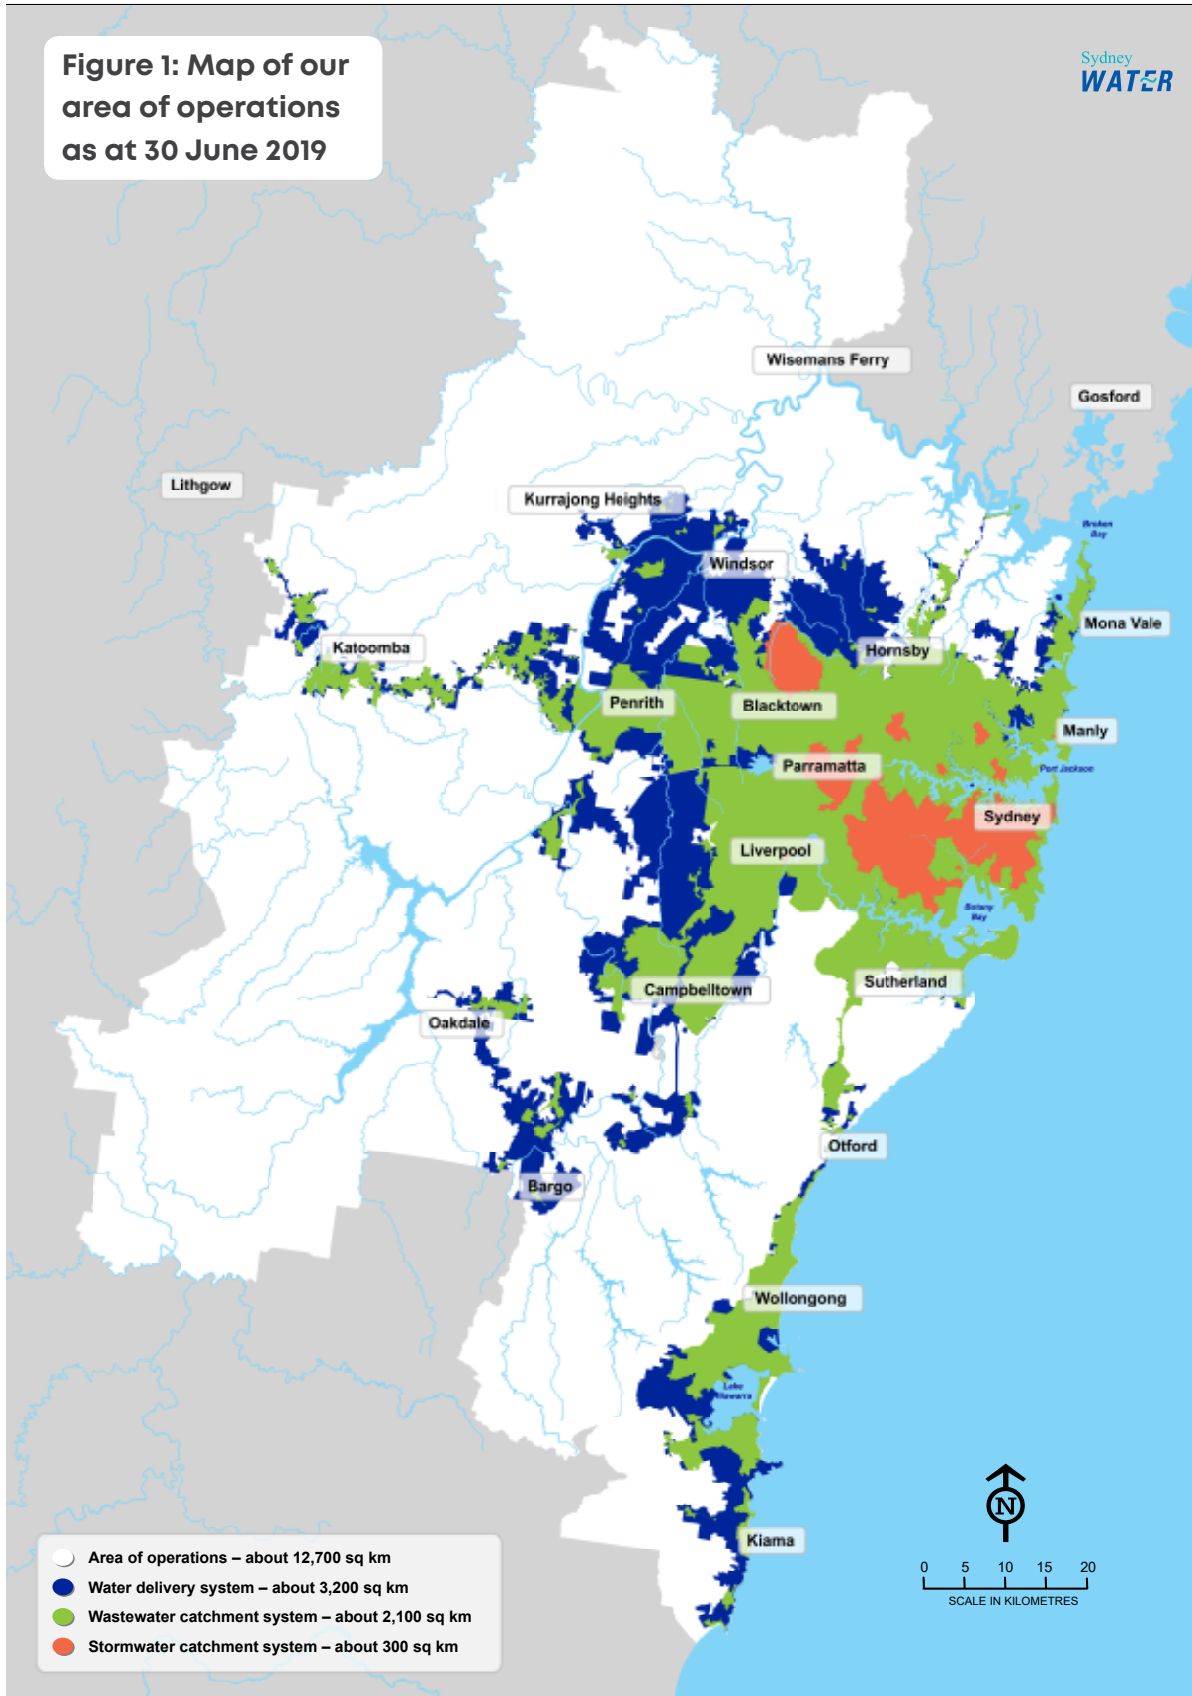 Figure 1: Map of our
area of operations
as at 30 June 2019
Sydney
WATER
Wisemans Ferry
Gosford
Lithgow
Kurrajong Heights
Broken
Bay
Windsor
Mona Vale
Katoomba
Hornsby
Penrith
Blacktown
Manly
Parramatta
Port Jackson
Sydney
Liverpool
Botany
Bay
Sutherland
Campbelltown
Oakdale
Otford
Bargo
Wollongong
Lake
Illawarra
Kiama
N
0 5 10 15 20
SCALE IN KILOMETRES
Area of operations – about 12,700 sq km
Water delivery system – about 3,200 sq km
Wastewater catchment system – about 2,100 sq km
Stormwater catchment system – about 300 sq km